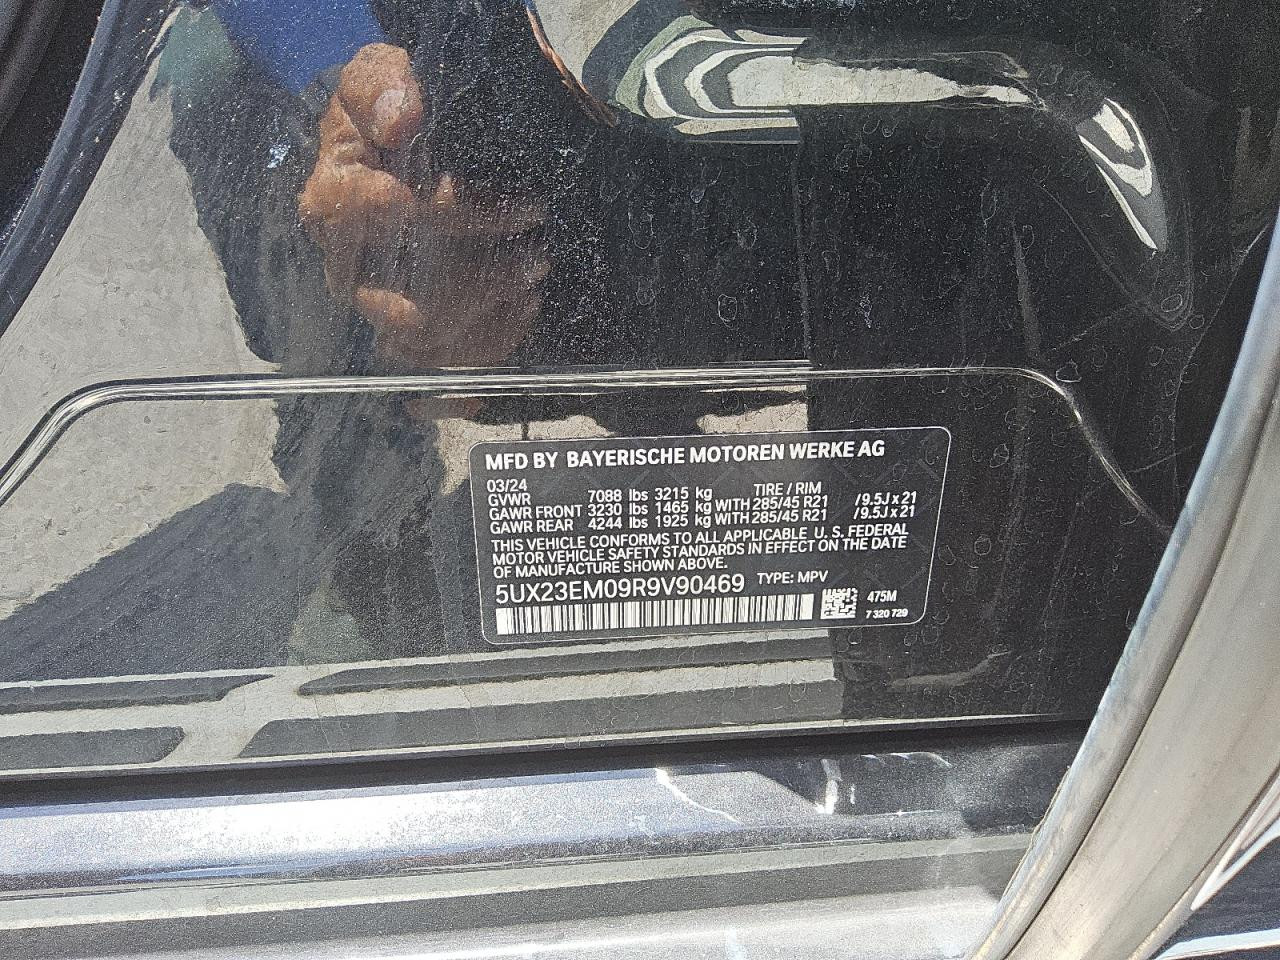 MFD BY BAYERISCHE MOTOREN WERKE AG
03/24 TIRE / RIM
GVWR 7088 lbs 3215 kg
GAWR FRONT 3230 lbs 1465 kg WITH 285/45 R21 /9.5J x 21
GAWR REAR 4244 lbs 1925 kg WITH 285/45 R21 /9.5J x 21
THIS VEHICLE CONFORMS TO ALL APPLICABLE U. S. FEDERAL
MOTOR VEHICLE SAFETY STANDARDS IN EFFECT ON THE DATE
OF MANUFACTURE SHOWN ABOVE.
5UX23EM09R9V90469 TYPE: MPV
475M
7 320 729